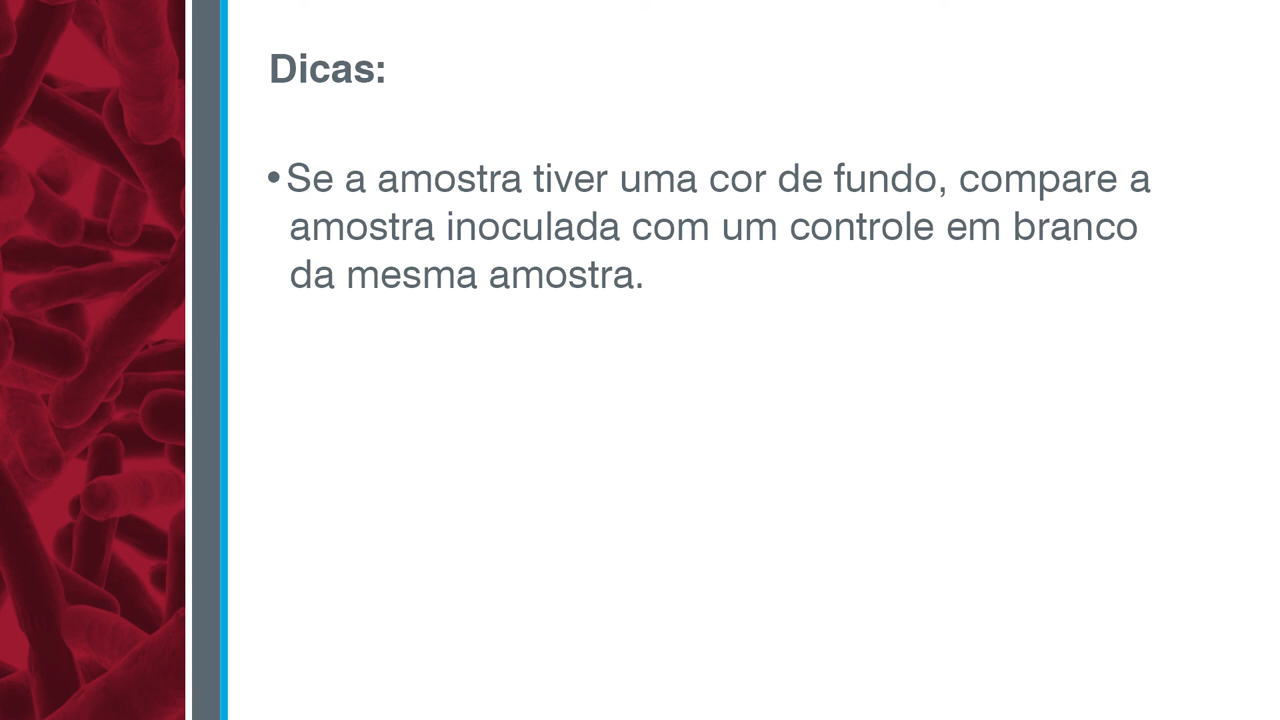 Dicas:
•Se a amostra tiver uma cor de fundo, compare a
amostra inoculada com um controle em branco
da mesma amostra.